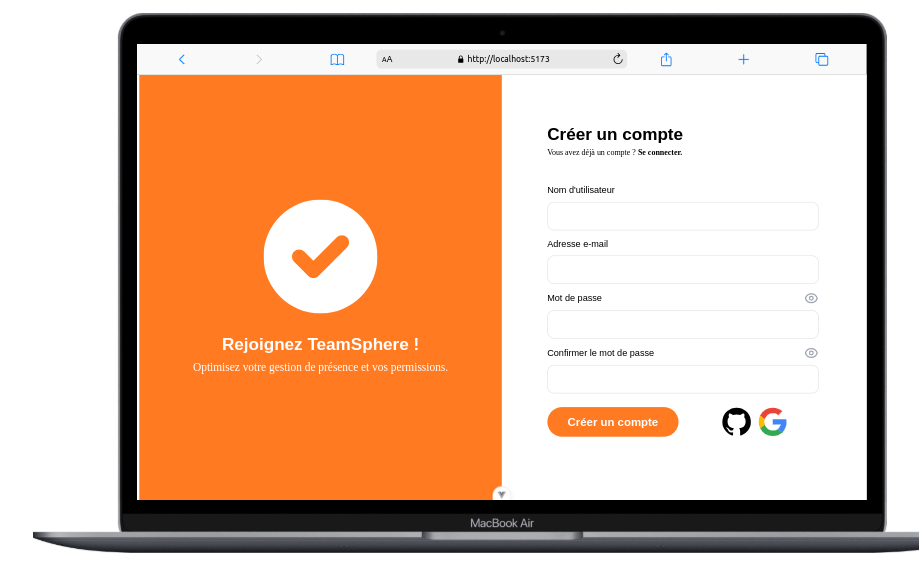 AA
http://localhost:5173
Rejoignez TeamSphere !
Optimisez votre gestion de présence et vos permissions.
Créer un compte
Vous avez déjà un compte ? Se connecter.
Nom d'utilisateur
Adresse e-mail
Mot de passe
Confirmer le mot de passe
Créer un compte
MacBook Air